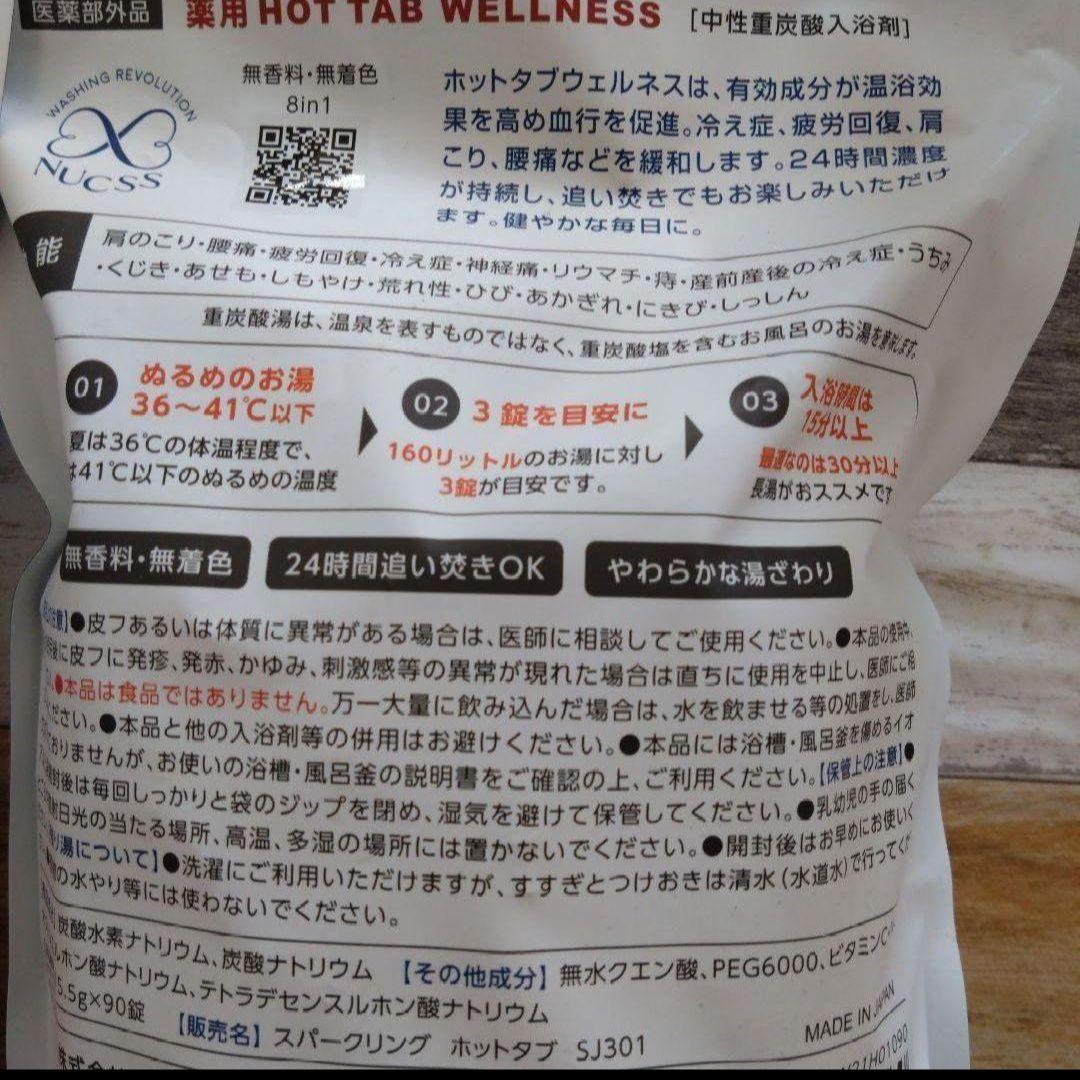 医薬部外品 薬用 HOT TAB WELLNESS [中性重炭酸入浴剤]
WASHING REVOLUTION
NUCSS
無香料・無着色
8in1
ホットタブウェルネスは、有効成分が温浴効
果を高め血行を促進。冷え症、疲労回復、肩
こり、腰痛などを緩和します。24時間濃度
が持続し、追い焚きでもお楽しみいただけ
ます。健やかな毎日に。
能
肩のこり・腰痛・疲労回復・冷え症・神経痛・リウマチ・痔・産前産後の冷え症・うちみ
・くじき・あせも・しもやけ・荒れ性・ひび・あかぎれ・にきび・しっしん
重炭酸湯は、温泉を表すものではなく、重炭酸塩を含むお風呂のお湯を意味します。
01 ぬるめのお湯
36〜41℃以下
夏は36℃の体温程度で、
は41℃以下のぬるめの温度
02 3錠を目安に
160リットルのお湯に対し
3錠が目安です。
03 入浴時間は
15分以上
最適なのは30分以上
長湯がおススメです
無香料・無着色 24時間追い焚きOK やわらかな湯ざわり
注意】●皮フあるいは体質に異常がある場合は、医師に相談してご使用ください。●本品の使用中、
後に皮フに発疹、発赤、かゆみ、刺激感等の異常が現れた場合は直ちに使用を中止し、医師にご相
●本品は食品ではありません。万一大量に飲み込んだ場合は、水を飲ませる等の処置をし、医師
ください。●本品と他の入浴剤等の併用はお避けください。●本品には浴槽・風呂釜を傷めるイオ
ありませんが、お使いの浴槽・風呂釜の説明書をご確認の上、ご利用ください。【保管上の注意】●
開封後は毎回しっかりと袋のジップを閉め、湿気を避けて保管してください。●乳幼児の手の届く
日光の当たる場所、高温、多湿の場所には置かないでください。●開封後はお早めにお使いく
り湯について】●洗濯にご利用いただけますが、すすぎとつけおきは清水（水道水）で行ってくだ
の水やり等には使わないでください。
炭酸水素ナトリウム、炭酸ナトリウム 【その他成分】無水クエン酸、PEG6000、ビタミンC
ルホン酸ナトリウム、テトラデセンスルホン酸ナトリウム
5.5g×90錠 【販売名】スパークリング ホットタブ SJ301
MADE IN JAPAN
株式会
H01090